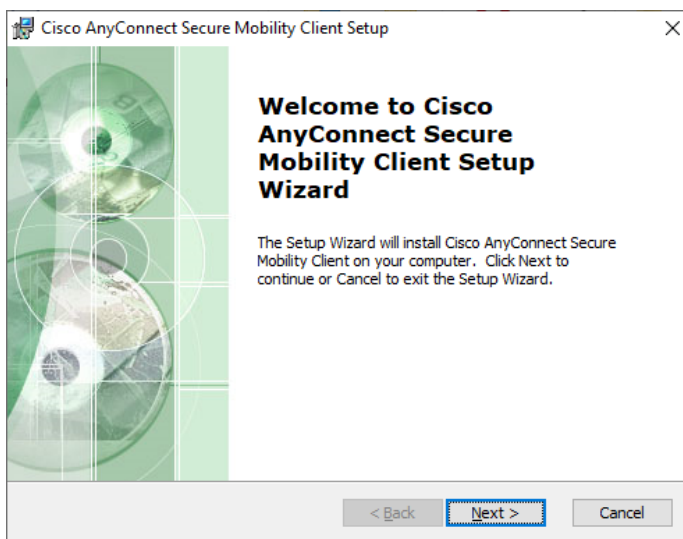 Cisco AnyConnect Secure Mobility Client Setup
Welcome to Cisco
AnyConnect Secure
Mobility Client Setup
Wizard
The Setup Wizard will install Cisco AnyConnect Secure
Mobility Client on your computer. Click Next to
continue or Cancel to exit the Setup Wizard.
< Back Next > Cancel